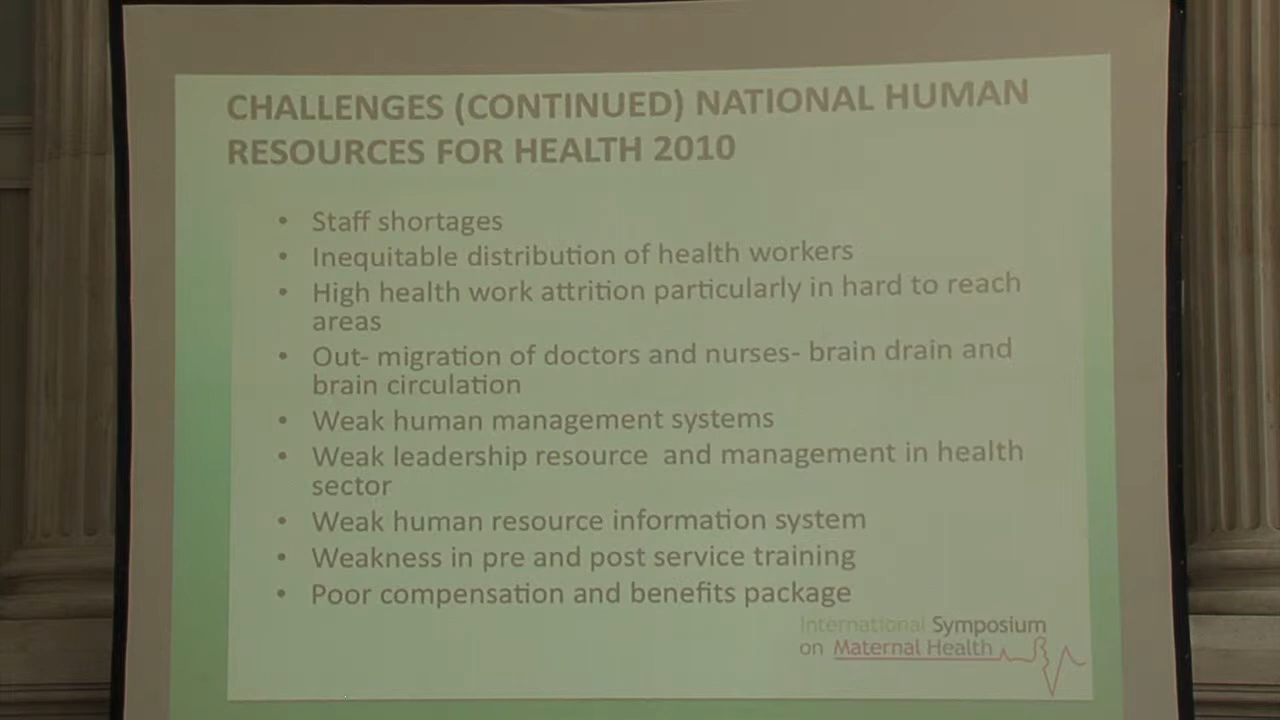 CHALLENGES (CONTINUED) NATIONAL HUMAN
RESOURCES FOR HEALTH 2010
• Staff shortages
• Inequitable distribution of health workers
• High health work attrition particularly in hard to reach
areas
• Out- migration of doctors and nurses- brain drain and
brain circulation
• Weak human management systems
• Weak leadership resource  and management in health
sector
• Weak human resource information system
• Weakness in pre and post service training
• Poor compensation and benefits package
International Symposium
on Maternal Health